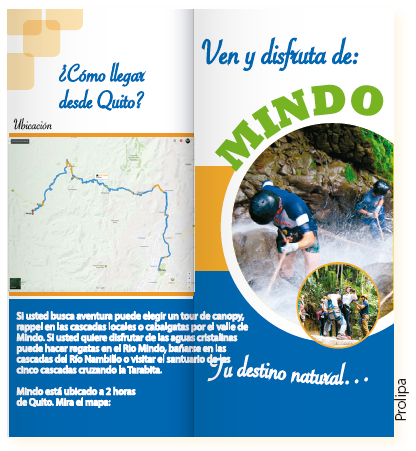 ¿Cómo llegar
desde Quito?
Ubicación
Si usted busca aventura puede elegir un tour de canopy,
rappel en las cascadas locales o cabalgatas por el valle de
Mindo. Si usted quiere disfrutar de las aguas cristalinas
puede hacer regatas en el Río Mindo, bañarse en las
cascadas del Río Nambillo o visitar el santuario de las
cinco cascadas cruzando la Tarabita.
Mindo está ubicado a 2 horas
de Quito. Mira el mapa:
Ven y disfruta de:
MINDO
Tu destino natural...
Prolipa